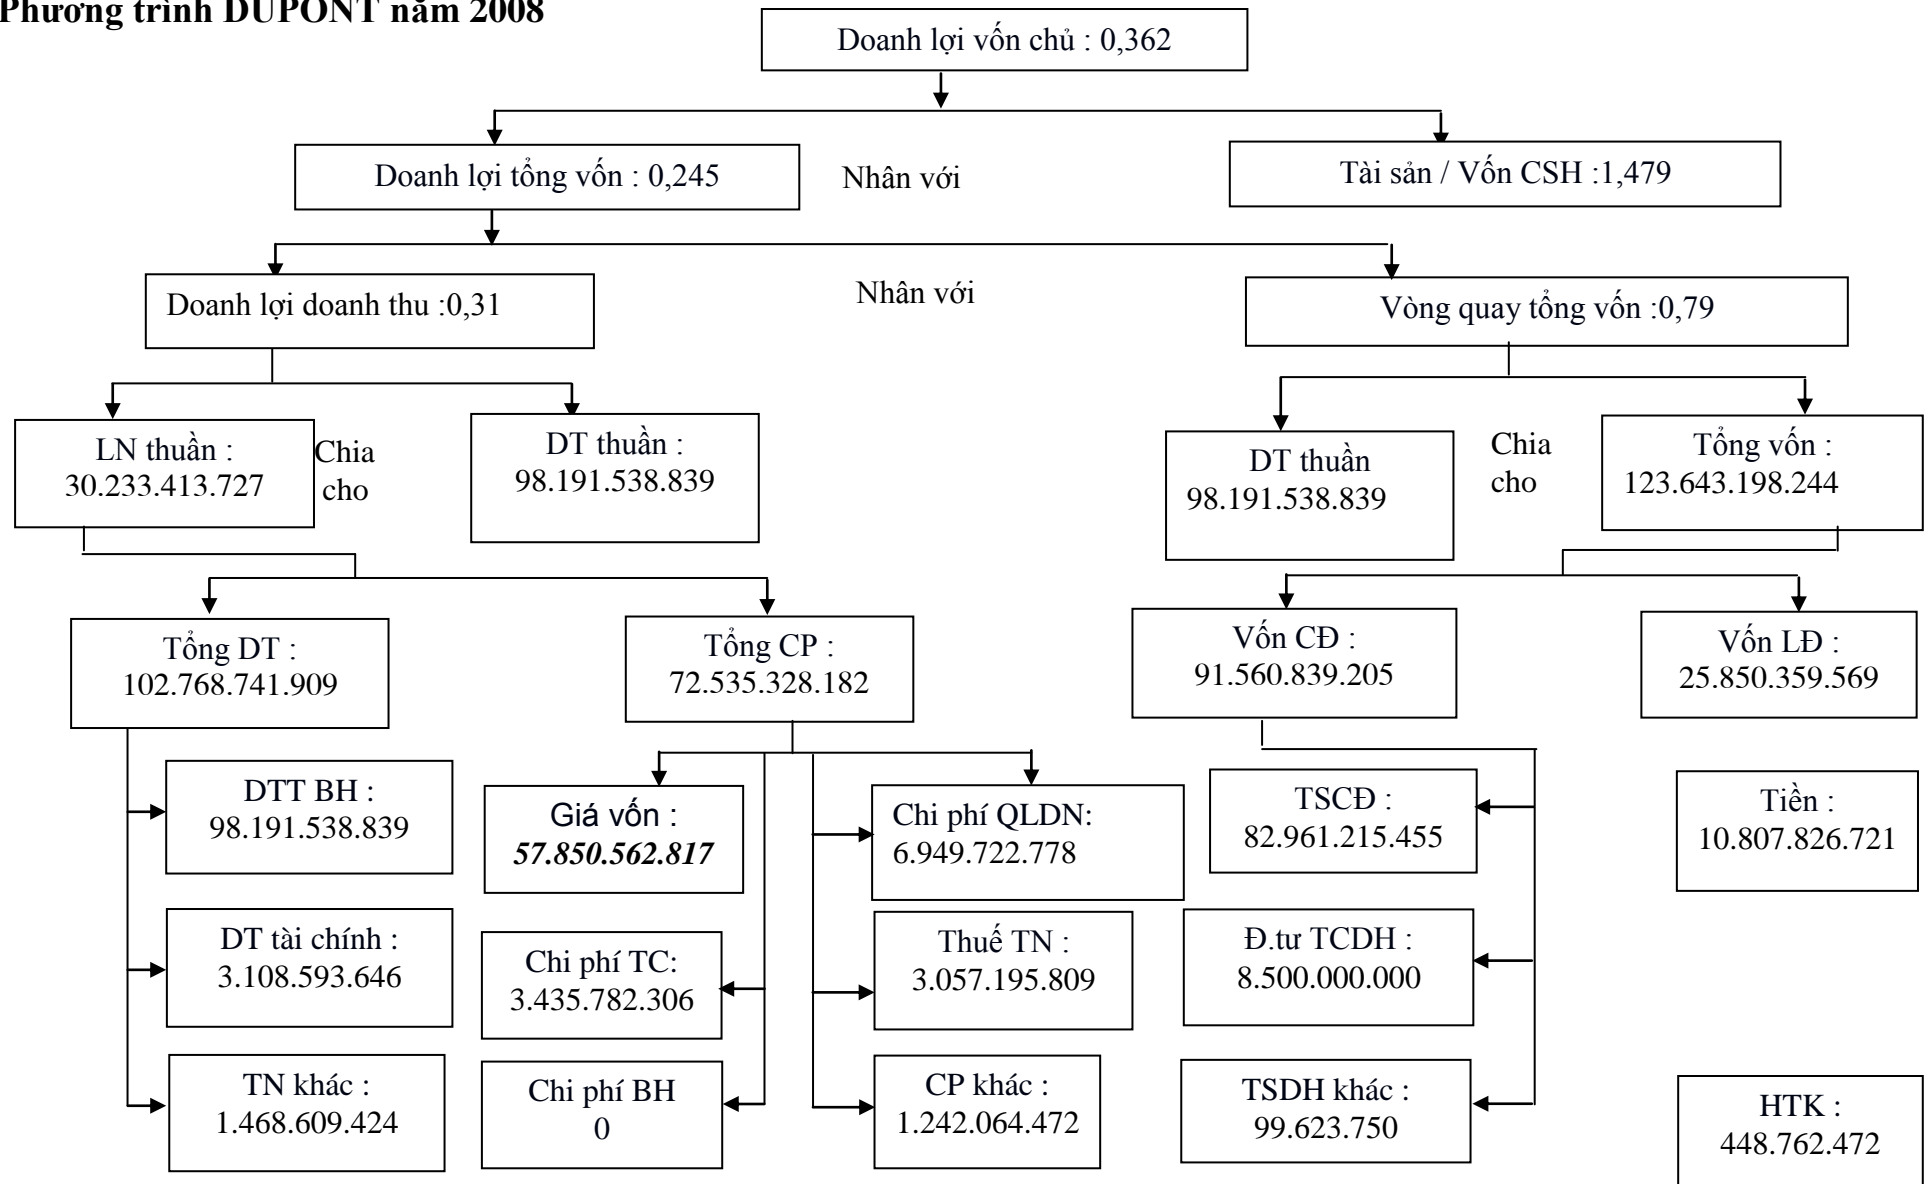 Phương trình DUPONT năm 2008
Doanh lợi vốn chủ : 0,362
Doanh lợi tổng vốn : 0,245
Nhân với
Tài sản / Vốn CSH :1,479
Doanh lợi doanh thu :0,31
Nhân với
Vòng quay tổng vốn :0,79
LN thuần :
30.233.413.727
Chia
cho
DT thuần :
98.191.538.839
DT thuần
98.191.538.839
Chia
cho
Tổng vốn :
123.643.198.244
Tổng DT :
102.768.741.909
Tổng CP :
72.535.328.182
Vốn CĐ :
91.560.839.205
Vốn LĐ :
25.850.359.569
DTT BH :
98.191.538.839
Giá vốn :
57.850.562.817
Chi phí QLDN:
6.949.722.778
TSCĐ :
82.961.215.455
Tiền :
10.807.826.721
DT tài chính :
3.108.593.646
Chi phí TC:
3.435.782.306
Thuế TN :
3.057.195.809
Đ.tư TCDH :
8.500.000.000
TN khác :
1.468.609.424
Chi phí BH
0
CP khác :
1.242.064.472
TSDH khác :
99.623.750
HTK :
448.762.472